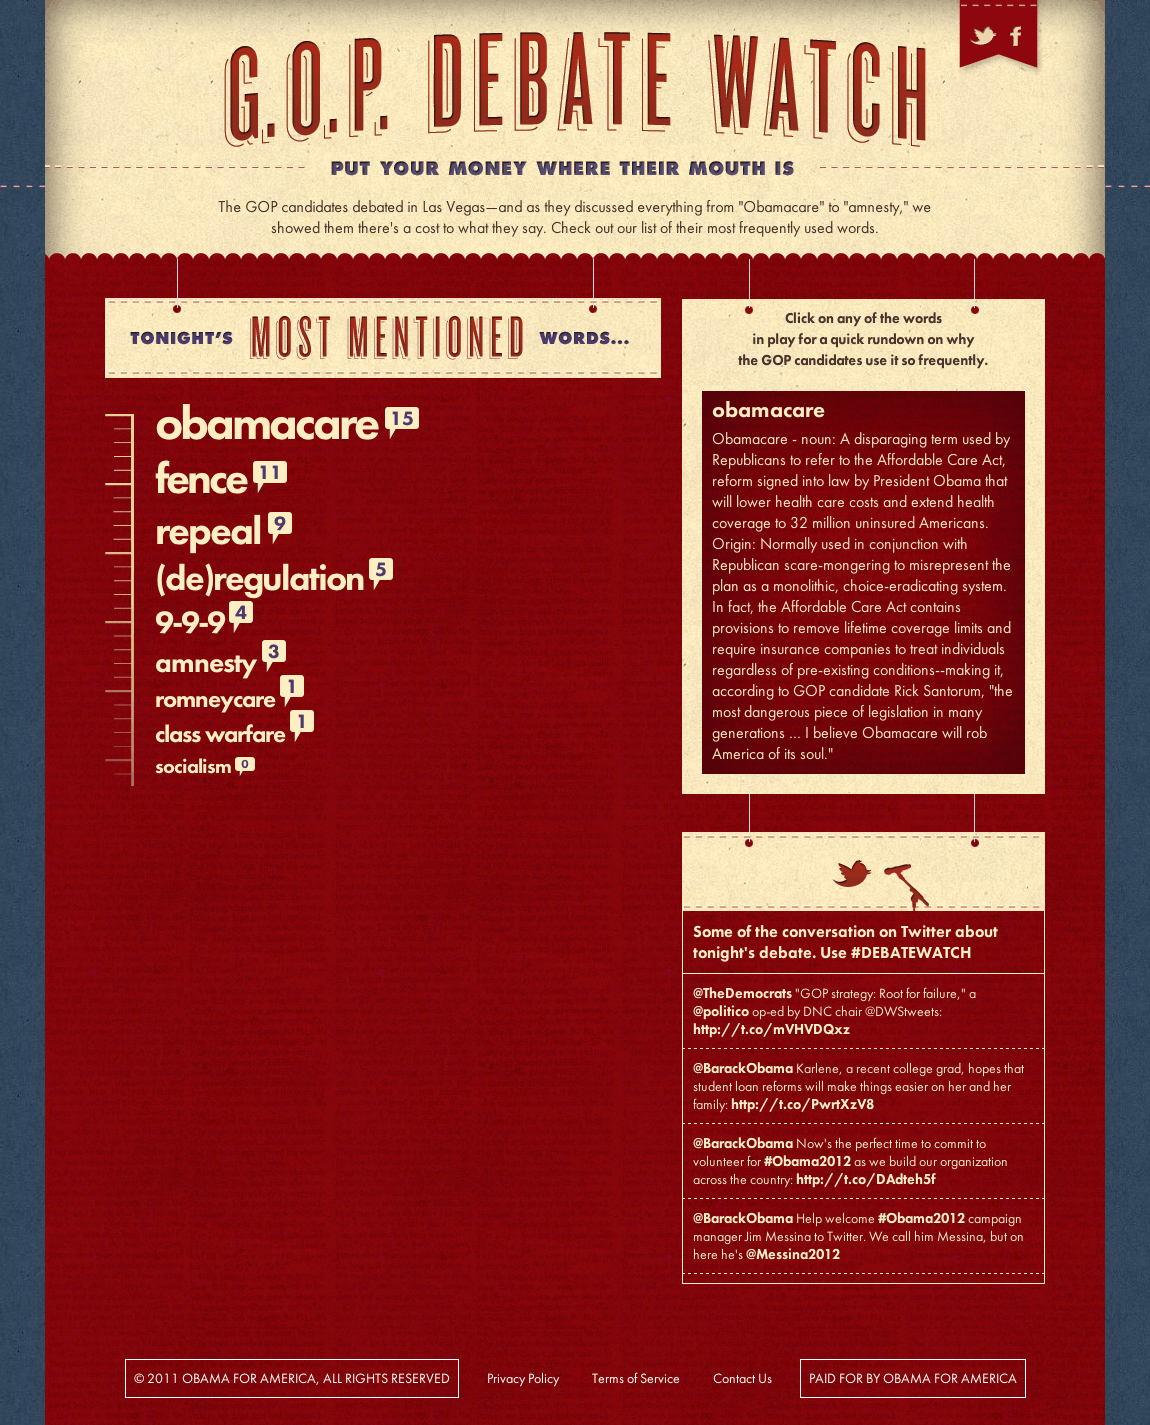 G.O.P. DEBATE WATCH
PUT YOUR MONEY WHERE THEIR MOUTH IS
The GOP candidates debated in Las Vegas—and as they discussed everything from "Obamacare" to "amnesty," we
showed them there's a cost to what they say. Check out our list of their most frequently used words.
TONIGHT'S MOST MENTIONED WORDS...
obamacare 15
fence 11
repeal 9
(de)regulation 5
9-9-9 4
amnesty 3
romneycare 1
class warfare 1
socialism 0
Click on any of the words
in play for a quick rundown on why
the GOP candidates use it so frequently.
obamacare
Obamacare - noun: A disparaging term used by
Republicans to refer to the Affordable Care Act,
reform signed into law by President Obama that
will lower health care costs and extend health
coverage to 32 million uninsured Americans.
Origin: Normally used in conjunction with
Republican scare-mongering to misrepresent the
plan as a monolithic, choice-eradicating system.
In fact, the Affordable Care Act contains
provisions to remove lifetime coverage limits and
require insurance companies to treat individuals
regardless of pre-existing conditions--making it,
according to GOP candidate Rick Santorum, "the
most dangerous piece of legislation in many
generations ... I believe Obamacare will rob
America of its soul."
Some of the conversation on Twitter about
tonight's debate. Use #DEBATEWATCH
@TheDemocrats "GOP strategy: Root for failure," a
@politico op-ed by DNC chair @DWStweets:
http://t.co/mVHVDQxz
@BarackObama Karlene, a recent college grad, hopes that
student loan reforms will make things easier on her and her
family: http://t.co/PwrtXzV8
@BarackObama Now's the perfect time to commit to
volunteer for #Obama2012 as we build our organization
across the country: http://t.co/DAdteh5f
@BarackObama Help welcome #Obama2012 campaign
manager Jim Messina to Twitter. We call him Messina, but on
here he's @Messina2012
© 2011 OBAMA FOR AMERICA, ALL RIGHTS RESERVED
Privacy Policy
Terms of Service
Contact Us
PAID FOR BY OBAMA FOR AMERICA